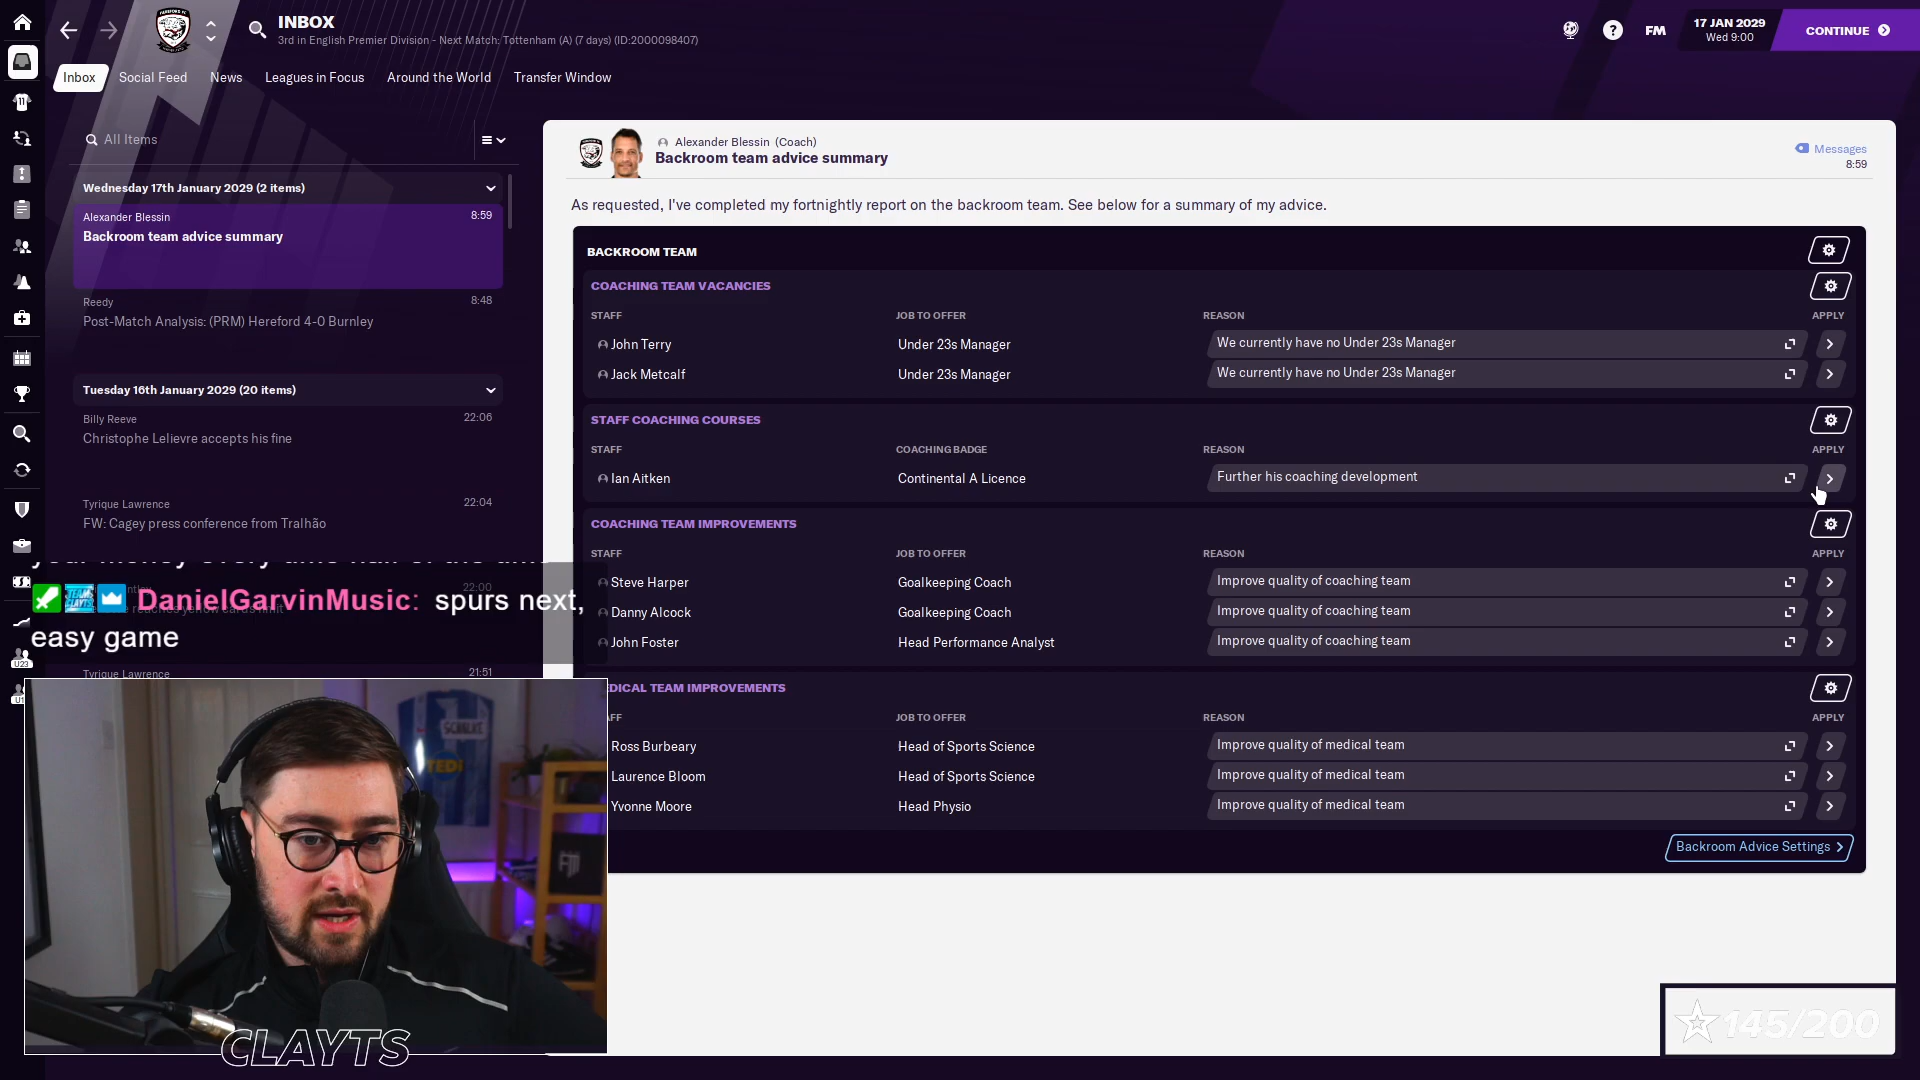 INBOX
3rd in English Premier Division - Next Match: Tottenham (A) (7 days) (ID:2000098407)
FM
17 JAN 2029
Wed 9:00
CONTINUE
Inbox
Social Feed
News
Leagues in Focus
Around the World
Transfer Window
All Items
Wednesday 17th January 2029 (2 items)
Alexander Blessin
8:59
Backroom team advice summary
Reedy
8:48
Post-Match Analysis: (PRM) Hereford 4-0 Burnley
Tuesday 16th January 2029 (20 items)
Billy Reeve
22:06
Christophe Lelievre accepts his fine
Tyrique Lawrence
22:04
FW: Cagey press conference from Tralhão
22:00
DanielGarvinMusic: spurs next,
easy game
Tyrique Lawrence
21:51
U23
Alexander Blessin (Coach)
Backroom team advice summary
Messages
8:59
As requested, I've completed my fortnightly report on the backroom team. See below for a summary of my advice.
BACKROOM TEAM
COACHING TEAM VACANCIES
STAFF JOB TO OFFER REASON APPLY
John Terry Under 23s Manager We currently have no Under 23s Manager
Jack Metcalf Under 23s Manager We currently have no Under 23s Manager
STAFF COACHING COURSES
STAFF COACHING BADGE REASON APPLY
Ian Aitken Continental A Licence Further his coaching development
COACHING TEAM IMPROVEMENTS
STAFF JOB TO OFFER REASON APPLY
Steve Harper Goalkeeping Coach Improve quality of coaching team
Danny Alcock Goalkeeping Coach Improve quality of coaching team
John Foster Head Performance Analyst Improve quality of coaching team
DICAL TEAM IMPROVEMENTS
FF JOB TO OFFER REASON APPLY
Ross Burbeary Head of Sports Science Improve quality of medical team
Laurence Bloom Head of Sports Science Improve quality of medical team
Yvonne Moore Head Physio Improve quality of medical team
Backroom Advice Settings
CLAYTS
145/200